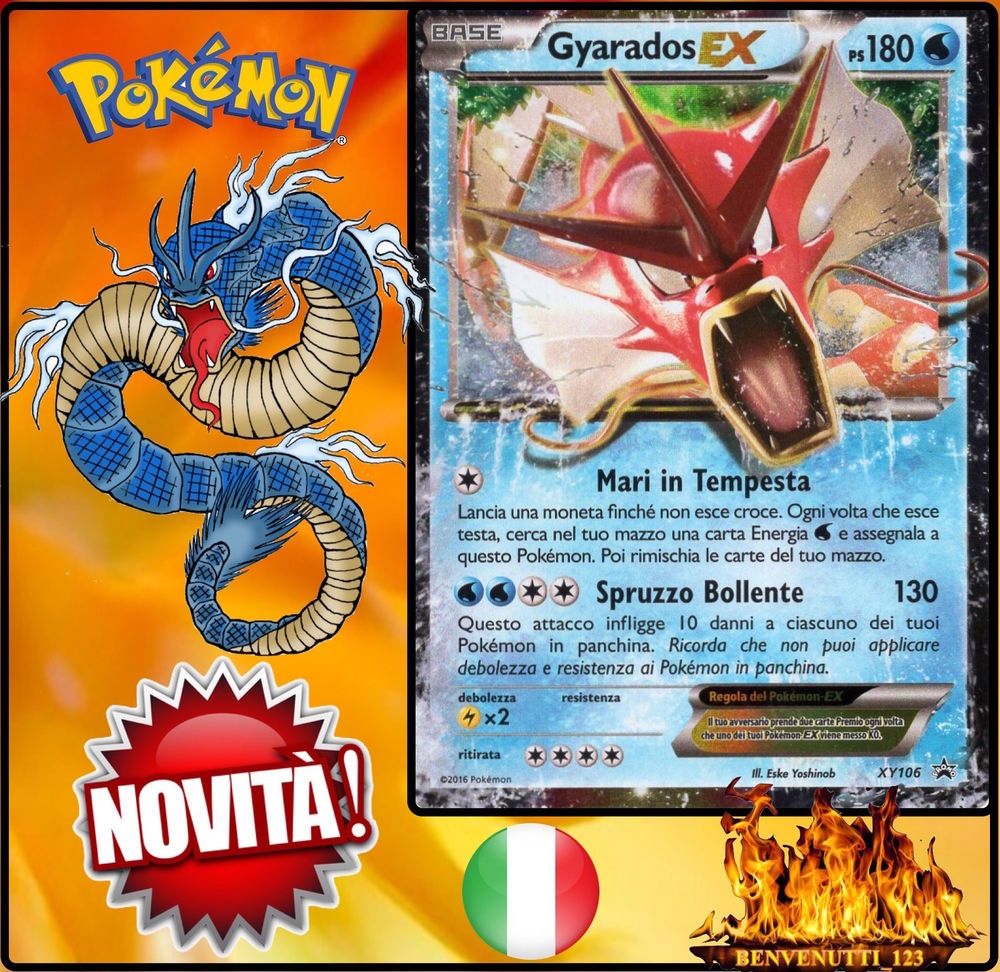 POKéMON
®
BASE
Gyarados EX
PS 180
Mari in Tempesta
Lancia una moneta finché non esce croce. Ogni volta che esce
testa, cerca nel tuo mazzo una carta Energia e assegnala a
questo Pokémon. Poi rimischia le carte del tuo mazzo.
Spruzzo Bollente 130
Questo attacco infligge 10 danni a ciascuno dei tuoi
Pokémon in panchina. Ricorda che non puoi applicare
debolezza e resistenza ai Pokémon in panchina.
debolezza resistenza
×2
ritirata
Regola del Pokémon-EX
Il tuo avversario prende due carte Premio ogni volta
che uno dei tuoi Pokémon-EX viene messo KO.
©2016 Pokémon
Ill. Eske Yoshinob
XY106
NOVITÀ!
BENVENUTTI_123